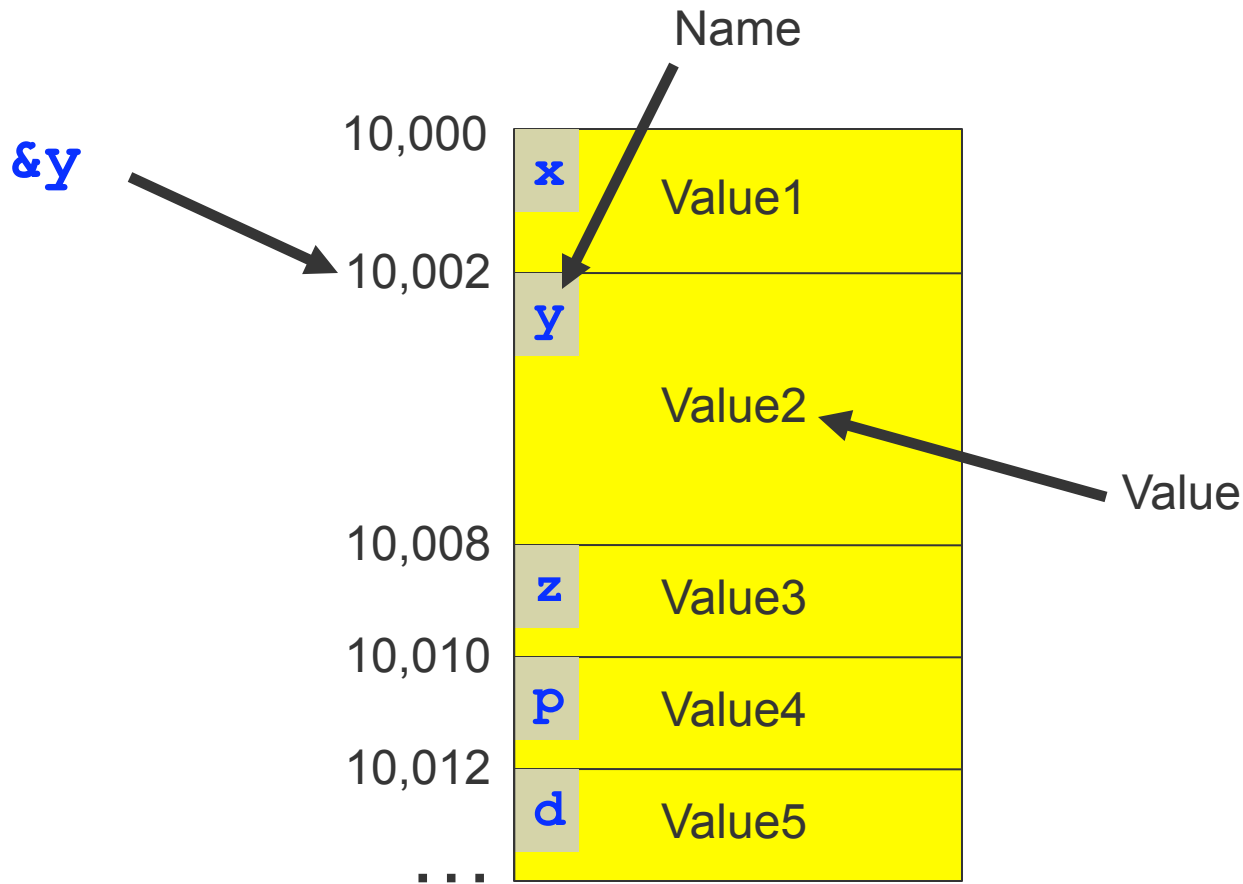 Name
10,000
&y
x
Value1
10,002
y
Value2
Value
10,008
z
Value3
10,010
p
Value4
10,012
d
Value5
...